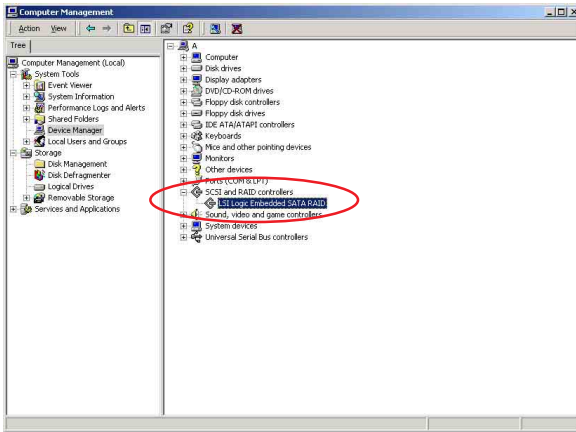 Computer Management
Action View
Tree
Computer Management (Local)
System Tools
Event Viewer
System Information
Performance Logs and Alerts
Shared Folders
Device Manager
Local Users and Groups
Storage
Disk Management
Disk Defragmenter
Logical Drives
Removable Storage
Services and Applications
A
Computer
Disk drives
Display adapters
DVD/CD-ROM drives
Floppy disk controllers
Floppy disk drives
IDE ATA/ATAPI controllers
Keyboards
Mice and other pointing devices
Monitors
Other devices
Ports (COM & LPT)
SCSI and RAID controllers
LSI Logic Embedded SATA RAID
Sound, video and game controllers
System devices
Universal Serial Bus controllers